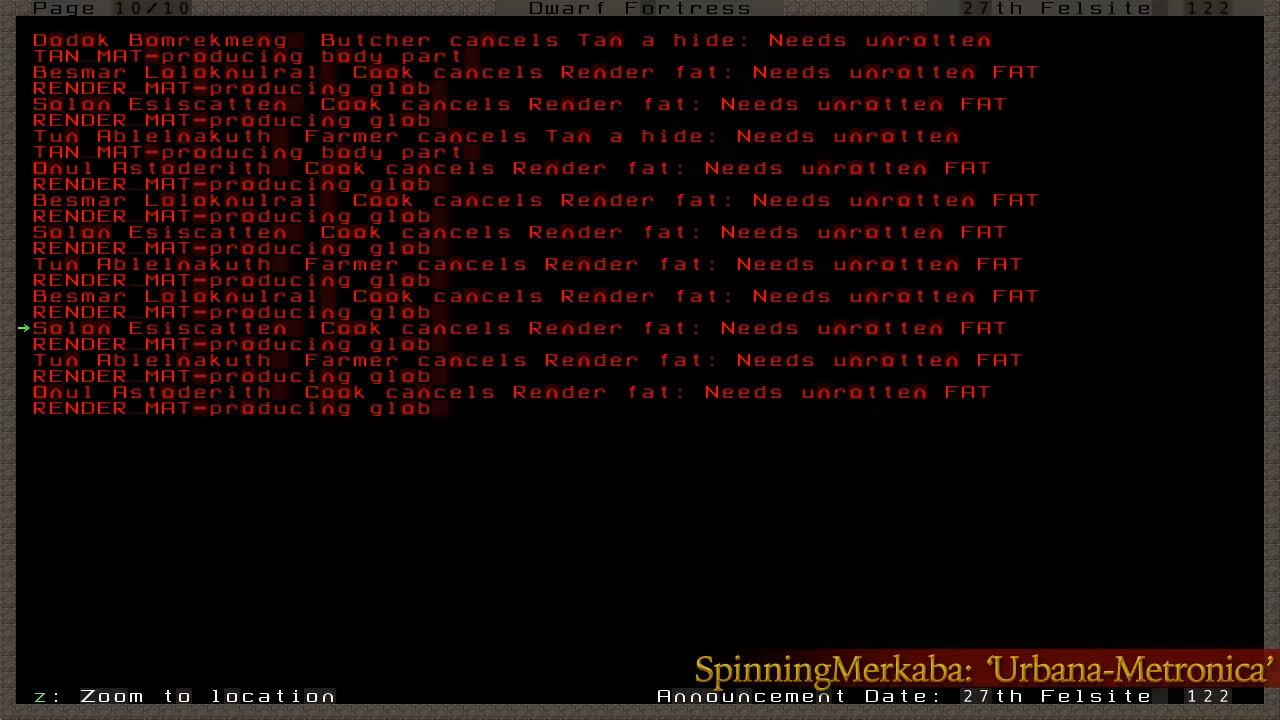 Page 10/10 Dwarf Fortress 27th Felsite 122
Dodok Bomrekmeng Butcher cancels Tan a hide: Needs unrotten
TAN_MAT-producing body part
Besmar Loloknulral Cook cancels Render fat: Needs unrotten FAT
RENDER_MAT-producing glob
Solon Esiscatten Cook cancels Render fat: Needs unrotten FAT
RENDER_MAT-producing glob
Tun Ablelnakuth Farmer cancels Tan a hide: Needs unrotten
TAN_MAT-producing body part
Onul Astoderith Cook cancels Render fat: Needs unrotten FAT
RENDER_MAT-producing glob
Besmar Loloknulral Cook cancels Render fat: Needs unrotten FAT
RENDER_MAT-producing glob
Solon Esiscatten Cook cancels Render fat: Needs unrotten FAT
RENDER_MAT-producing glob
Tun Ablelnakuth Farmer cancels Render fat: Needs unrotten FAT
RENDER_MAT-producing glob
Besmar Loloknulral Cook cancels Render fat: Needs unrotten FAT
RENDER_MAT-producing glob
Solon Esiscatten Cook cancels Render fat: Needs unrotten FAT
RENDER_MAT-producing glob
Tun Ablelnakuth Farmer cancels Render fat: Needs unrotten FAT
RENDER_MAT-producing glob
Onul Astoderith Cook cancels Render fat: Needs unrotten FAT
RENDER_MAT-producing glob
SpinningMerkaba: 'Urbana-Metronica'
z: Zoom to location Announcement Date: 27th Felsite 122